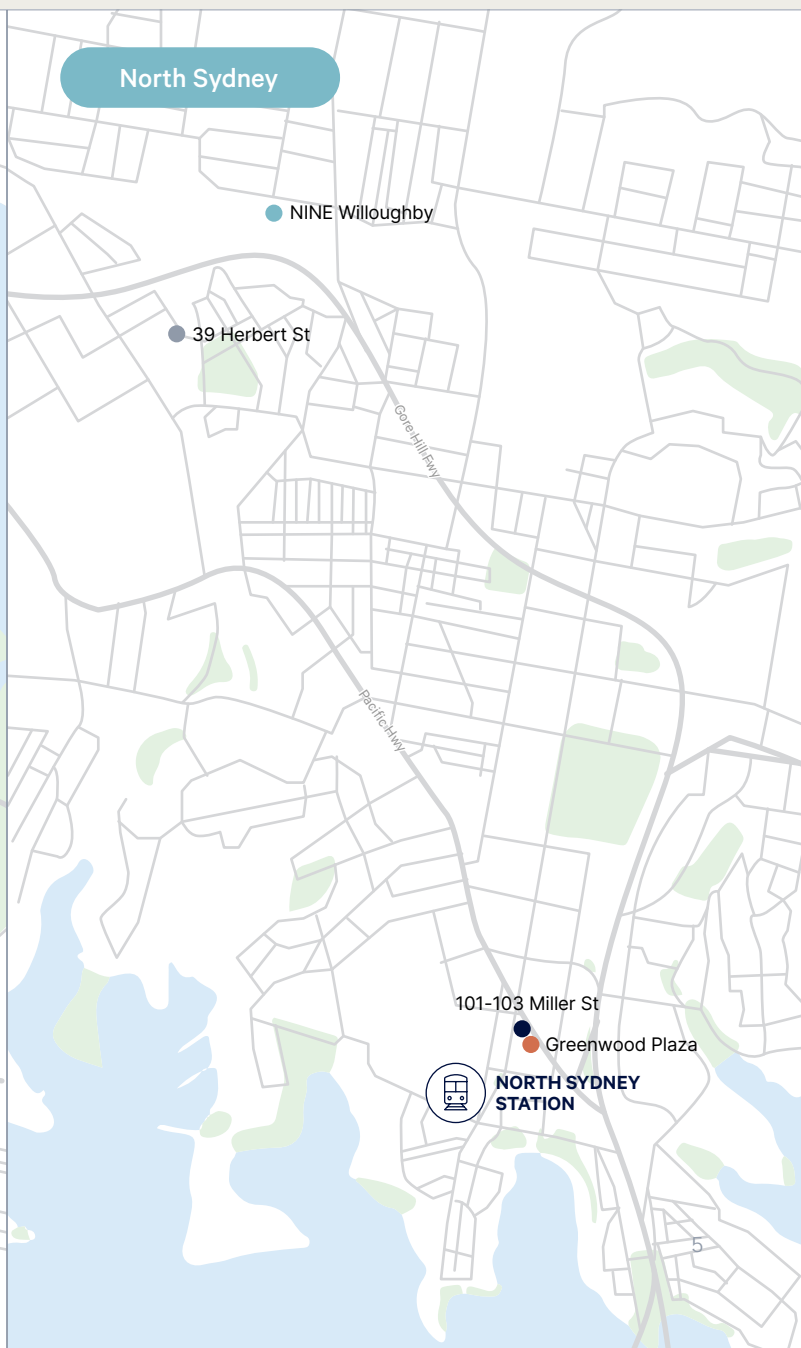 North Sydney
NINE Willoughby
39 Herbert St
Gore Hill Fwy
Pacific Hwy
101-103 Miller St
Greenwood Plaza
NORTH SYDNEY
STATION
5